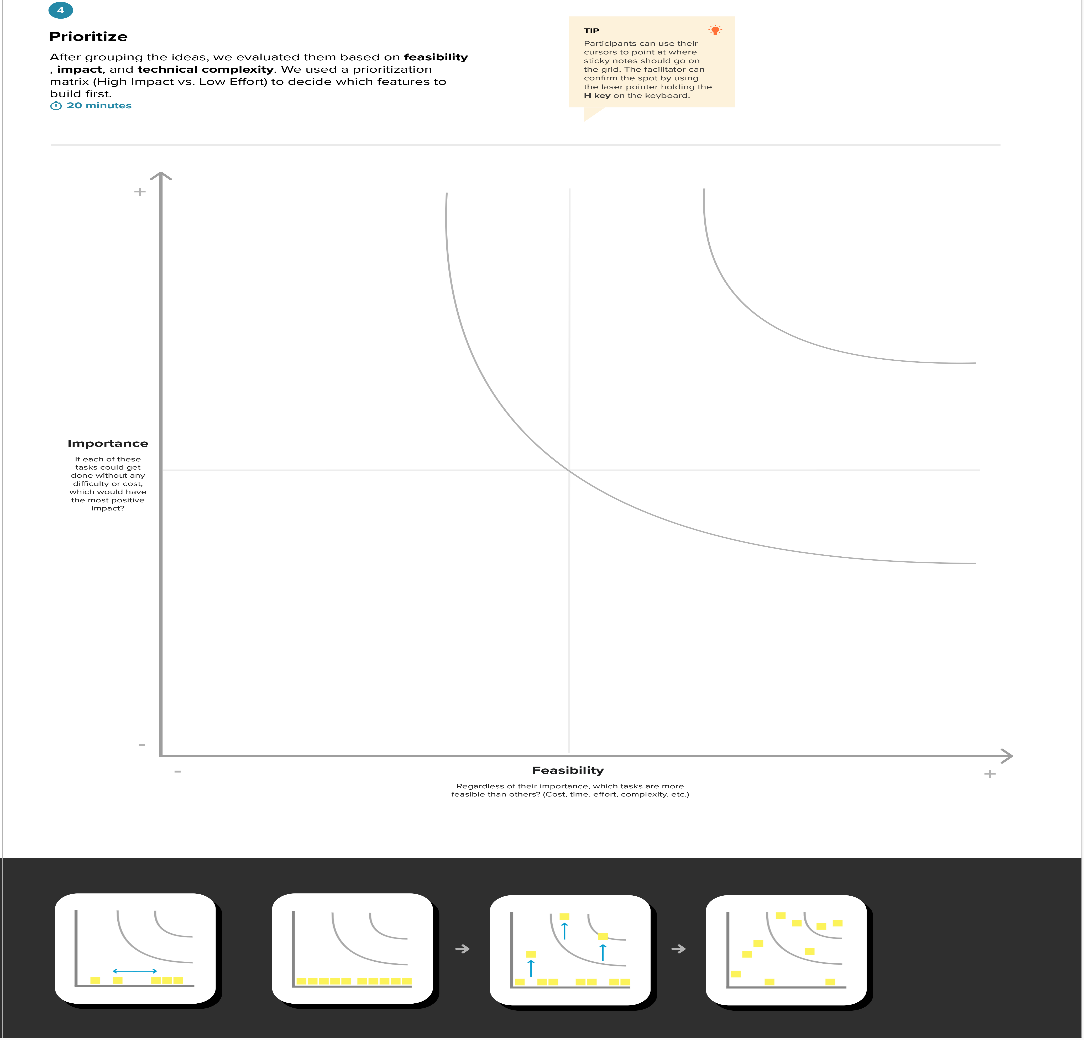 4
Prioritize
After grouping the ideas, we evaluated them based on feasibility
, impact, and technical complexity. We used a prioritization
matrix (High Impact vs. Low Effort) to decide which features to
build first.
20 minutes
TIP
Participants can use their
cursors to point at where
sticky notes should go on
the grid. The facilitator can
confirm the spot by using
the laser pointer holding the
H key on the keyboard.
+
Importance
If each of these
tasks could get
done without any
difficulty or cost,
which would have
the most positive
impact?
-
-
Feasibility
+
Regardless of their importance, which tasks are more
feasible than others? (Cost, time, effort, complexity, etc.)